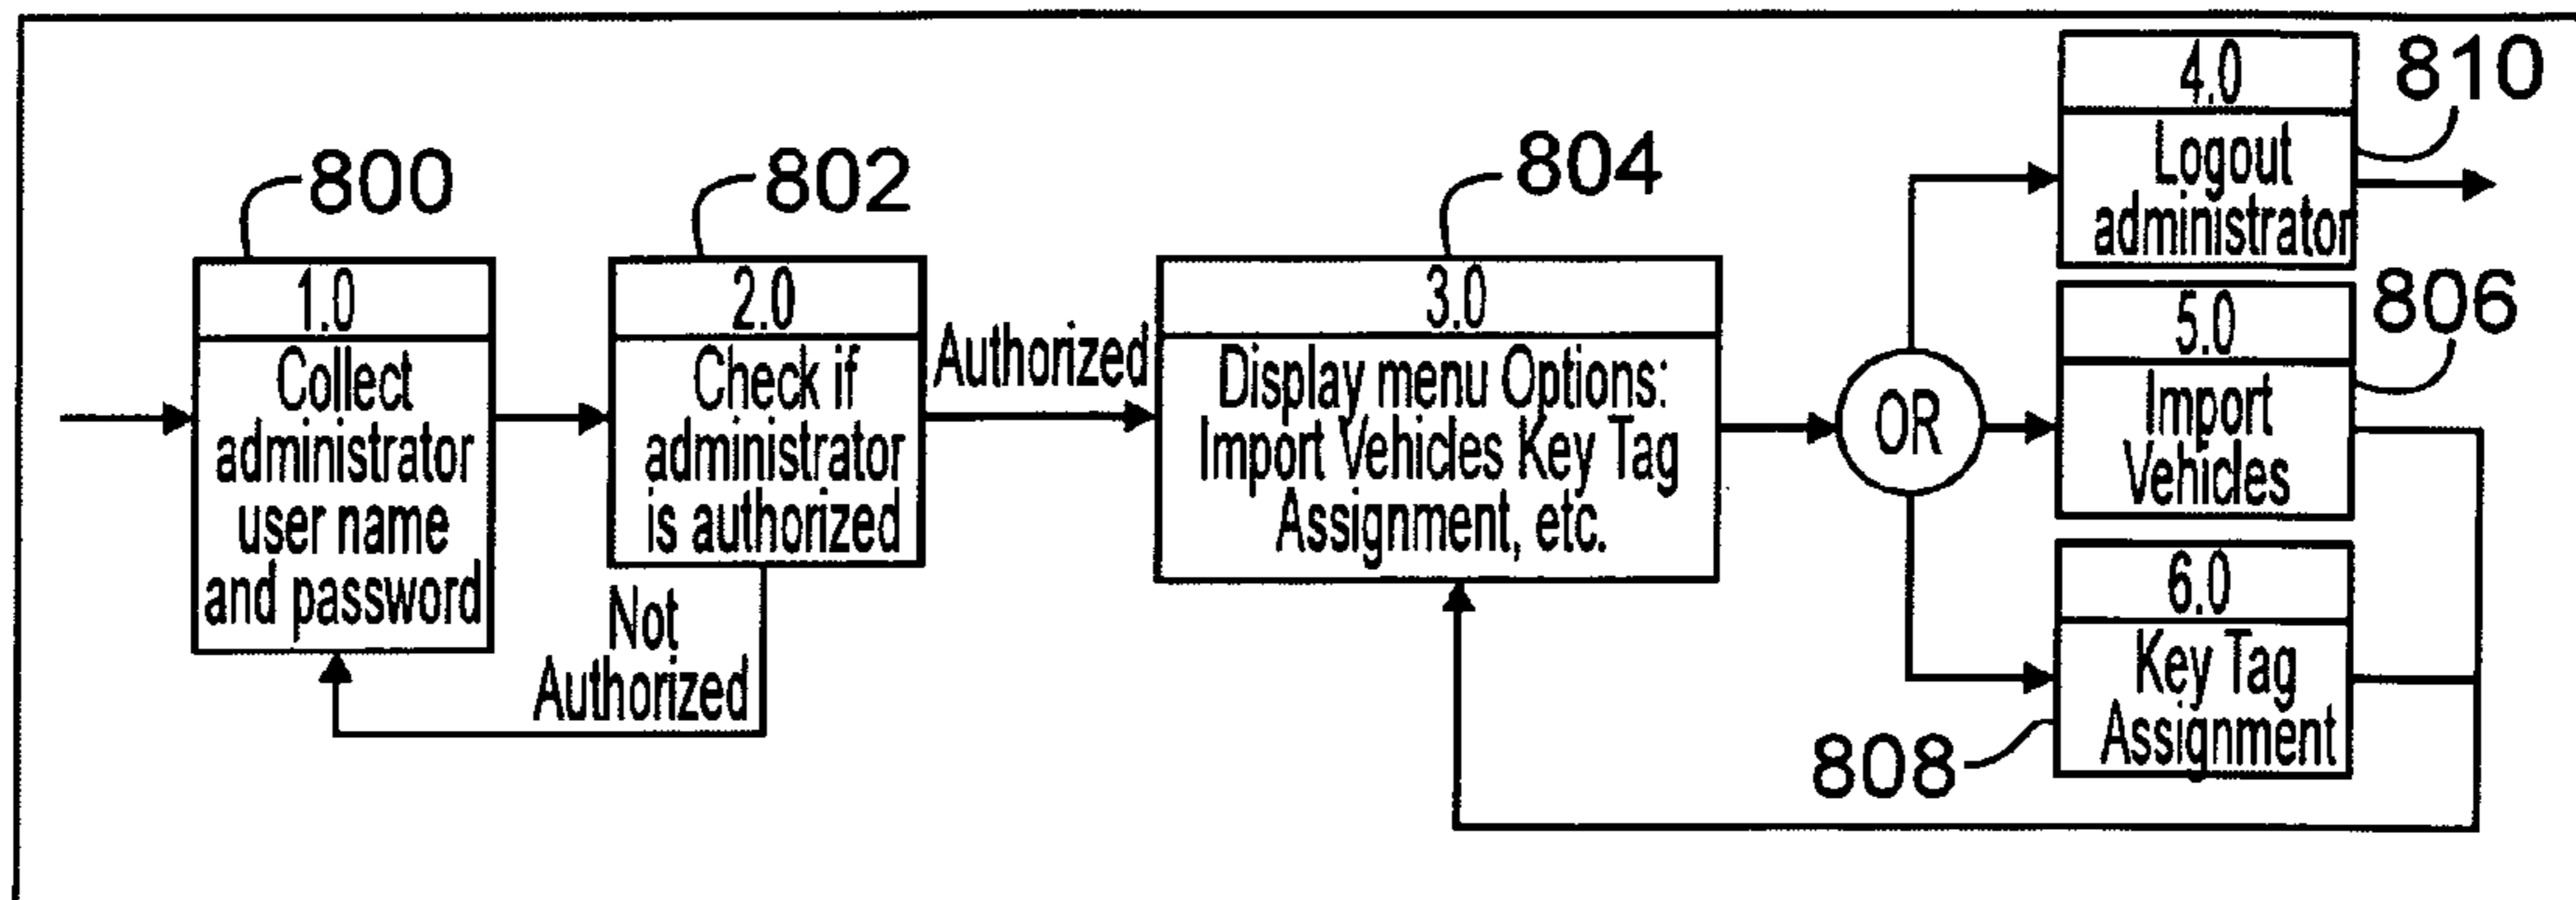 800
1.0
Collect
administrator
user name
and password
802
2.0
Check if
administrator
is authorized
Authorized
Not
Authorized
804
3.0
Display menu Options:
Import Vehicles Key Tag
Assignment, etc.
OR
810
4.0
Logout
administrator
806
5.0
Import
Vehicles
808
6.0
Key Tag
Assignment